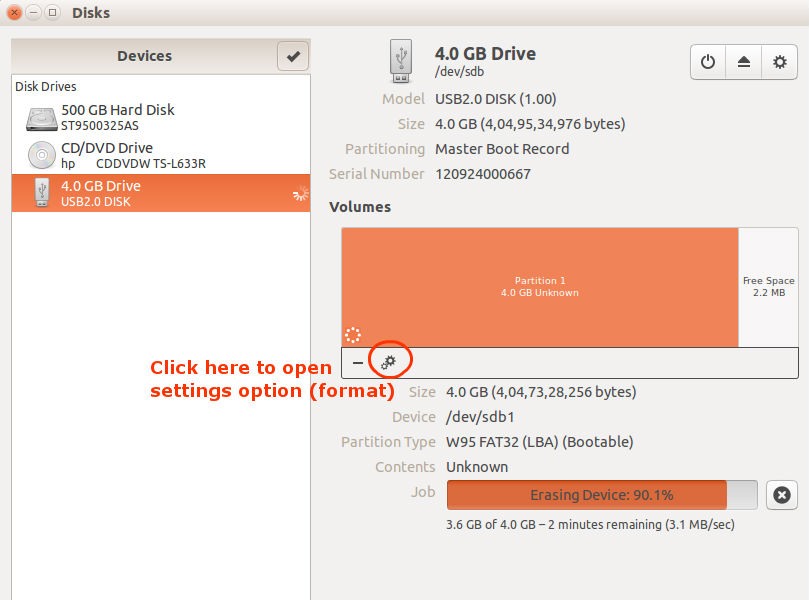 Disks
Devices
Disk Drives
500 GB Hard Disk
ST9500325AS
CD/DVD Drive
hp CDDVDW TS-L633R
4.0 GB Drive
USB2.0 DISK
4.0 GB Drive
/dev/sdb
Model USB2.0 DISK (1.00)
Size 4.0 GB (4,04,95,34,976 bytes)
Partitioning Master Boot Record
Serial Number 120924000667
Volumes
Partition 1
4.0 GB Unknown
Free Space
2.2 MB
Click here to open
settings option (format)
Size 4.0 GB (4,04,73,28,256 bytes)
Device /dev/sdb1
Partition Type W95 FAT32 (LBA) (Bootable)
Contents Unknown
Job Erasing Device: 90.1%
3.6 GB of 4.0 GB – 2 minutes remaining (3.1 MB/sec)